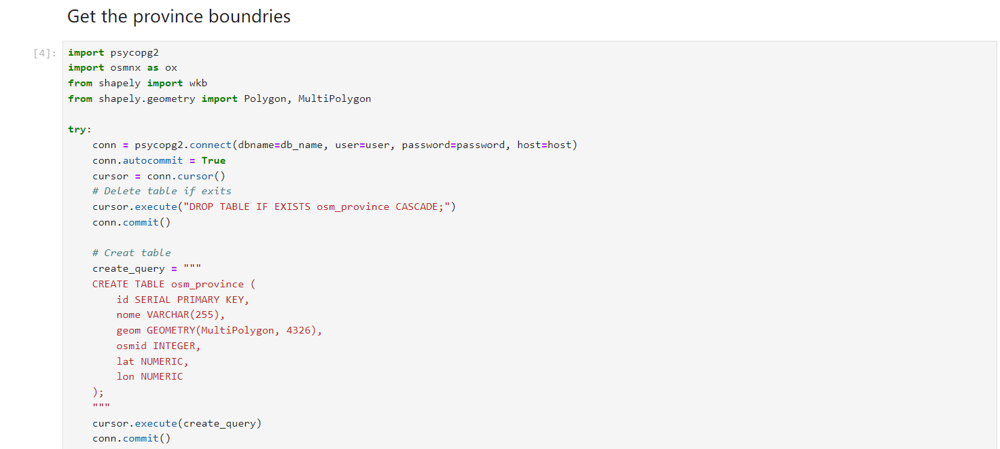 Get the province boundries
[4]:
import psycopg2
import osmnx as ox
from shapely import wkb
from shapely.geometry import Polygon, MultiPolygon
try:
conn = psycopg2.connect(dbname=db_name, user=user, password=password, host=host)
conn.autocommit = True
cursor = conn.cursor()
# Delete table if exits
cursor.execute("DROP TABLE IF EXISTS osm_province CASCADE;")
conn.commit()
# Creat table
create_query = """
CREATE TABLE osm_province (
id SERIAL PRIMARY KEY,
nome VARCHAR(255),
geom GEOMETRY(MultiPolygon, 4326),
osmid INTEGER,
lat NUMERIC,
lon NUMERIC
);
"""
cursor.execute(create_query)
conn.commit()